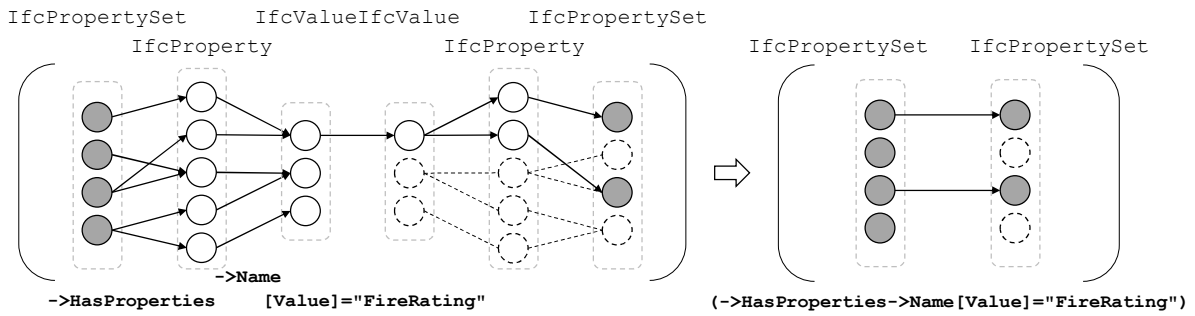 IfcPropertySet IfcValueIfcValue IfcPropertySet
IfcProperty IfcProperty IfcPropertySet IfcPropertySet
->Name
->HasProperties [Value]="FireRating" (->HasProperties->Name[Value]="FireRating")